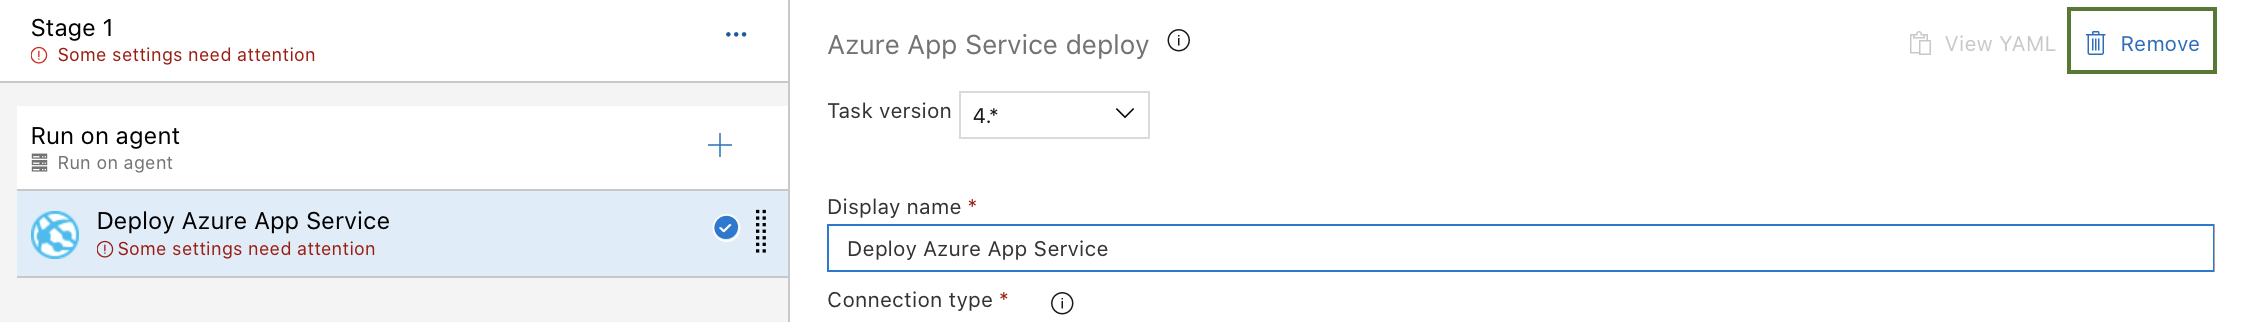 Stage 1
Some settings need attention
Run on agent
Run on agent
Deploy Azure App Service
Some settings need attention
Azure App Service deploy
View YAML
Remove
Task version
4.*
Display name *
Deploy Azure App Service
Connection type *